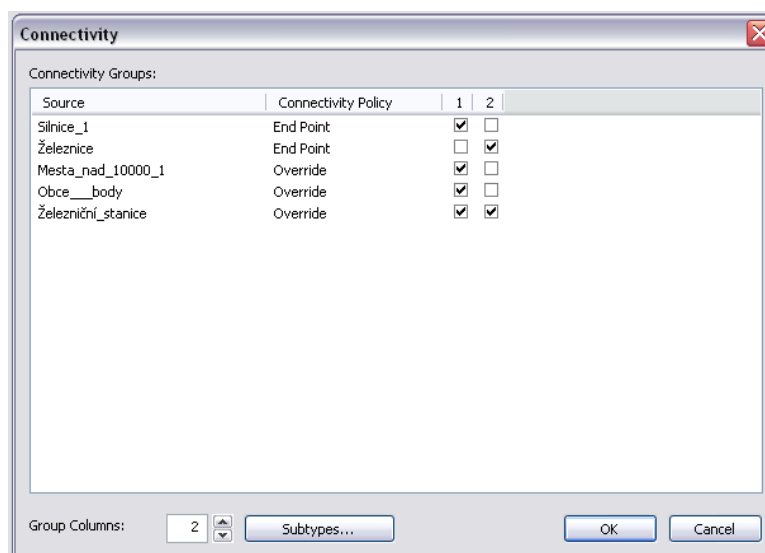 Connectivity
Connectivity Groups:
Source Connectivity Policy 1 2
Silnice_1 End Point
Železnice End Point
Mesta_nad_10000_1 Override
Obce___body Override
Železniční_stanice Override
Group Columns: 2 Subtypes... OK Cancel